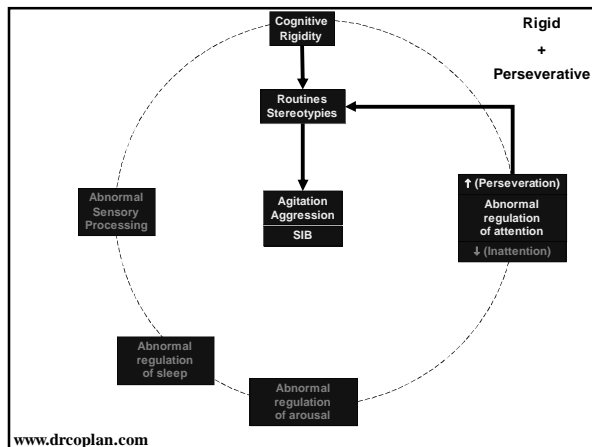 Cognitive
Rigidity
Rigid
+
Perseverative
Routines
Stereotypes
↑ (Perseveration)
Abnormal
regulation
of attention
↓ (Inattention)
Abnormal
Sensory
Processing
Agitation
Aggression
SIB
Abnormal
regulation
of sleep
Abnormal
regulation
of arousal
www.drcoplan.com